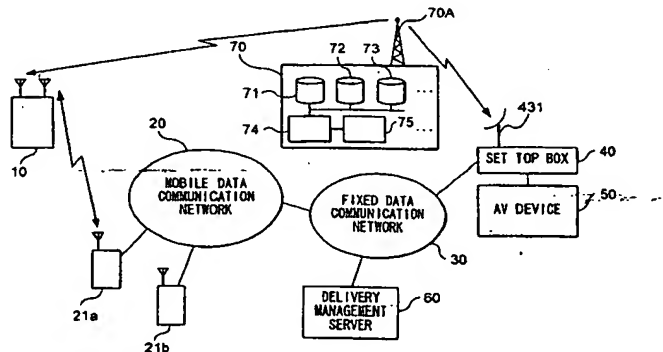 70A
70
72
73
71
74
75
431
10
20
MOBILE DATA
COMMUNICATION
NETWORK
FIXED DATA
COMMUNICATION
NETWORK
30
SET TOP BOX
40
AV DEVICE
50
21a
21b
DELIVERY
MANAGEMENT
SERVER
60